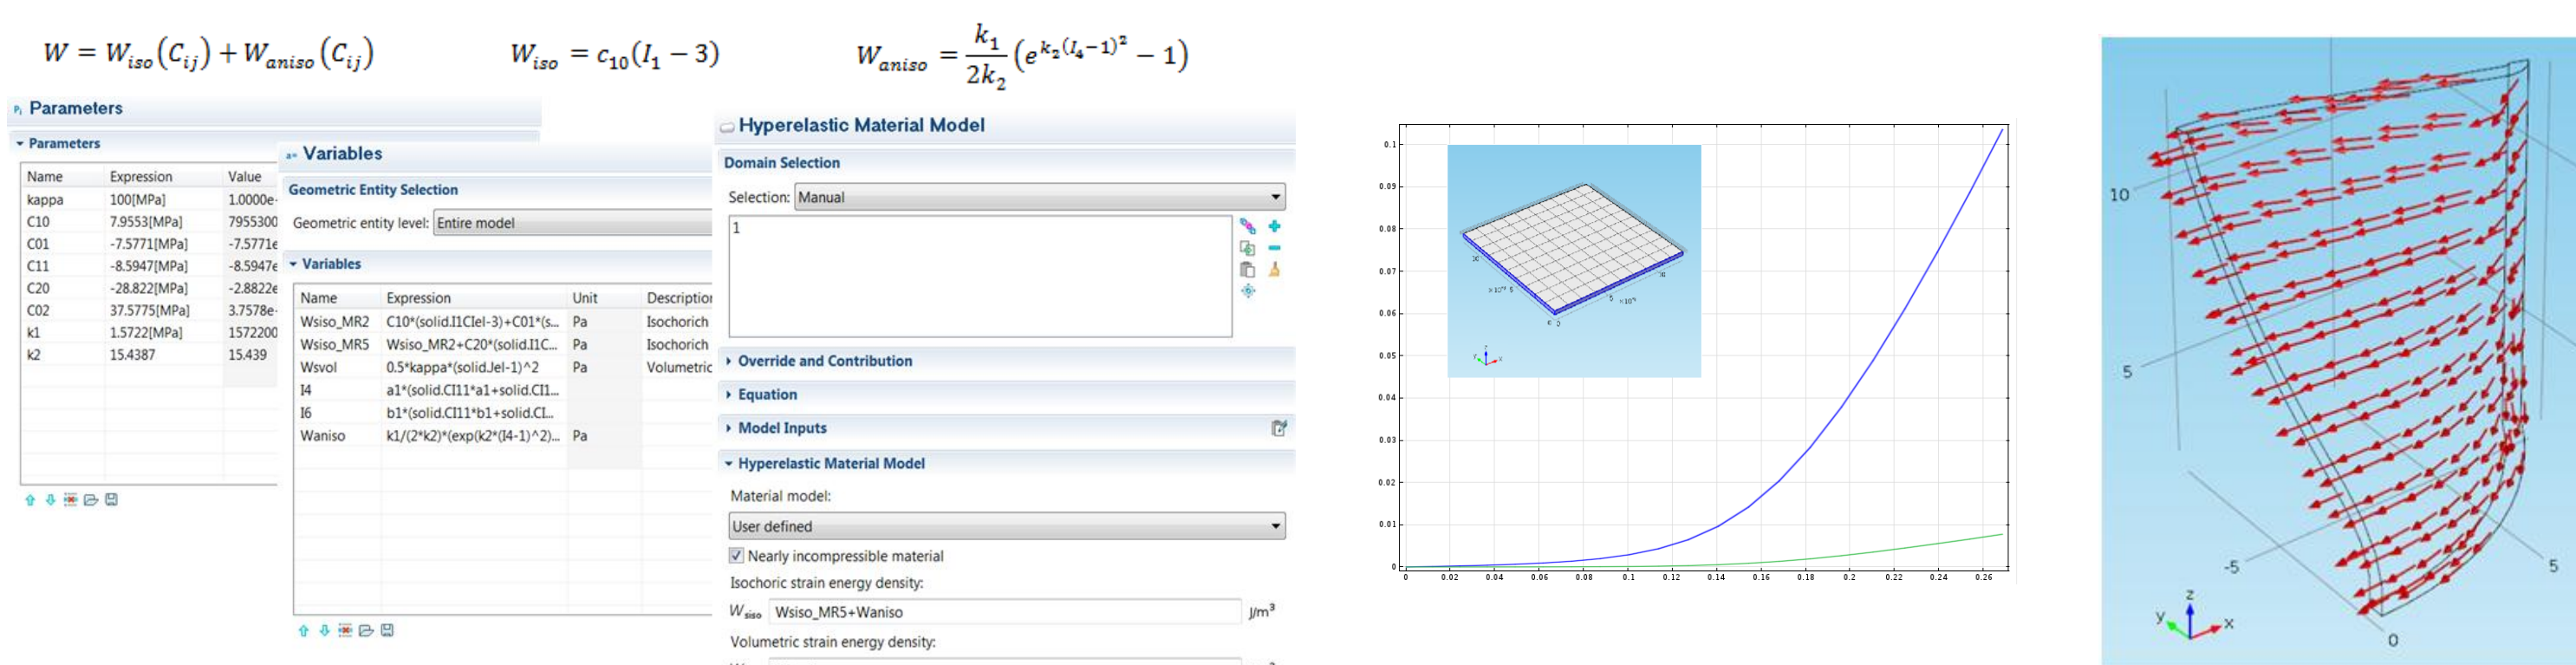 W = W_iso(C_ij) + W_aniso(C_ij)
W_iso = c_10(I_1 − 3)
W_aniso = k_1/2k_2 (e^{k_2(I_4−1)^2} − 1)
Pi Parameters
Parameters
Name Expression Value
kappa 100[MPa] 1.0000e
C10 7.9553[MPa] 7955300
C01 -7.5771[MPa] -7.5771e
C11 -8.5947[MPa] -8.5947e
C20 -28.822[MPa] -2.8822e
C02 37.5775[MPa] 3.7578e
k1 1.5722[MPa] 1572200
k2 15.4387 15.439
a= Variables
Geometric Entity Selection
Geometric entity level: Entire model
Variables
Name Expression Unit Description
Wsiso_MR2 C10*(solid.I1CIel-3)+C01*(s... Pa Isochorich
Wsiso_MR5 Wsiso_MR2+C20*(solid.I1C... Pa Isochorich
Wsvol 0.5*kappa*(solid.Jel-1)^2 Pa Volumetric
I4 a1*(solid.CI11*a1+solid.CI1...
I6 b1*(solid.CI11*b1+solid.CI...
Waniso k1/(2*k2)*(exp(k2*(I4-1)^2)... Pa
Hyperelastic Material Model
Domain Selection
Selection: Manual
1
Override and Contribution
Equation
Model Inputs
Hyperelastic Material Model
Material model:
User defined
Nearly incompressible material
Isochoric strain energy density:
W_siso Wsiso_MR5+Waniso J/m³
Volumetric strain energy density:
0.1
0.09
0.08
0.07
0.06
0.05
0.04
0.03
0.02
0.01
0
0 0.02 0.04 0.06 0.08 0.1 0.12 0.14 0.16 0.18 0.2 0.22 0.24 0.26
y z x
10
5
-5
5
0
z
y x